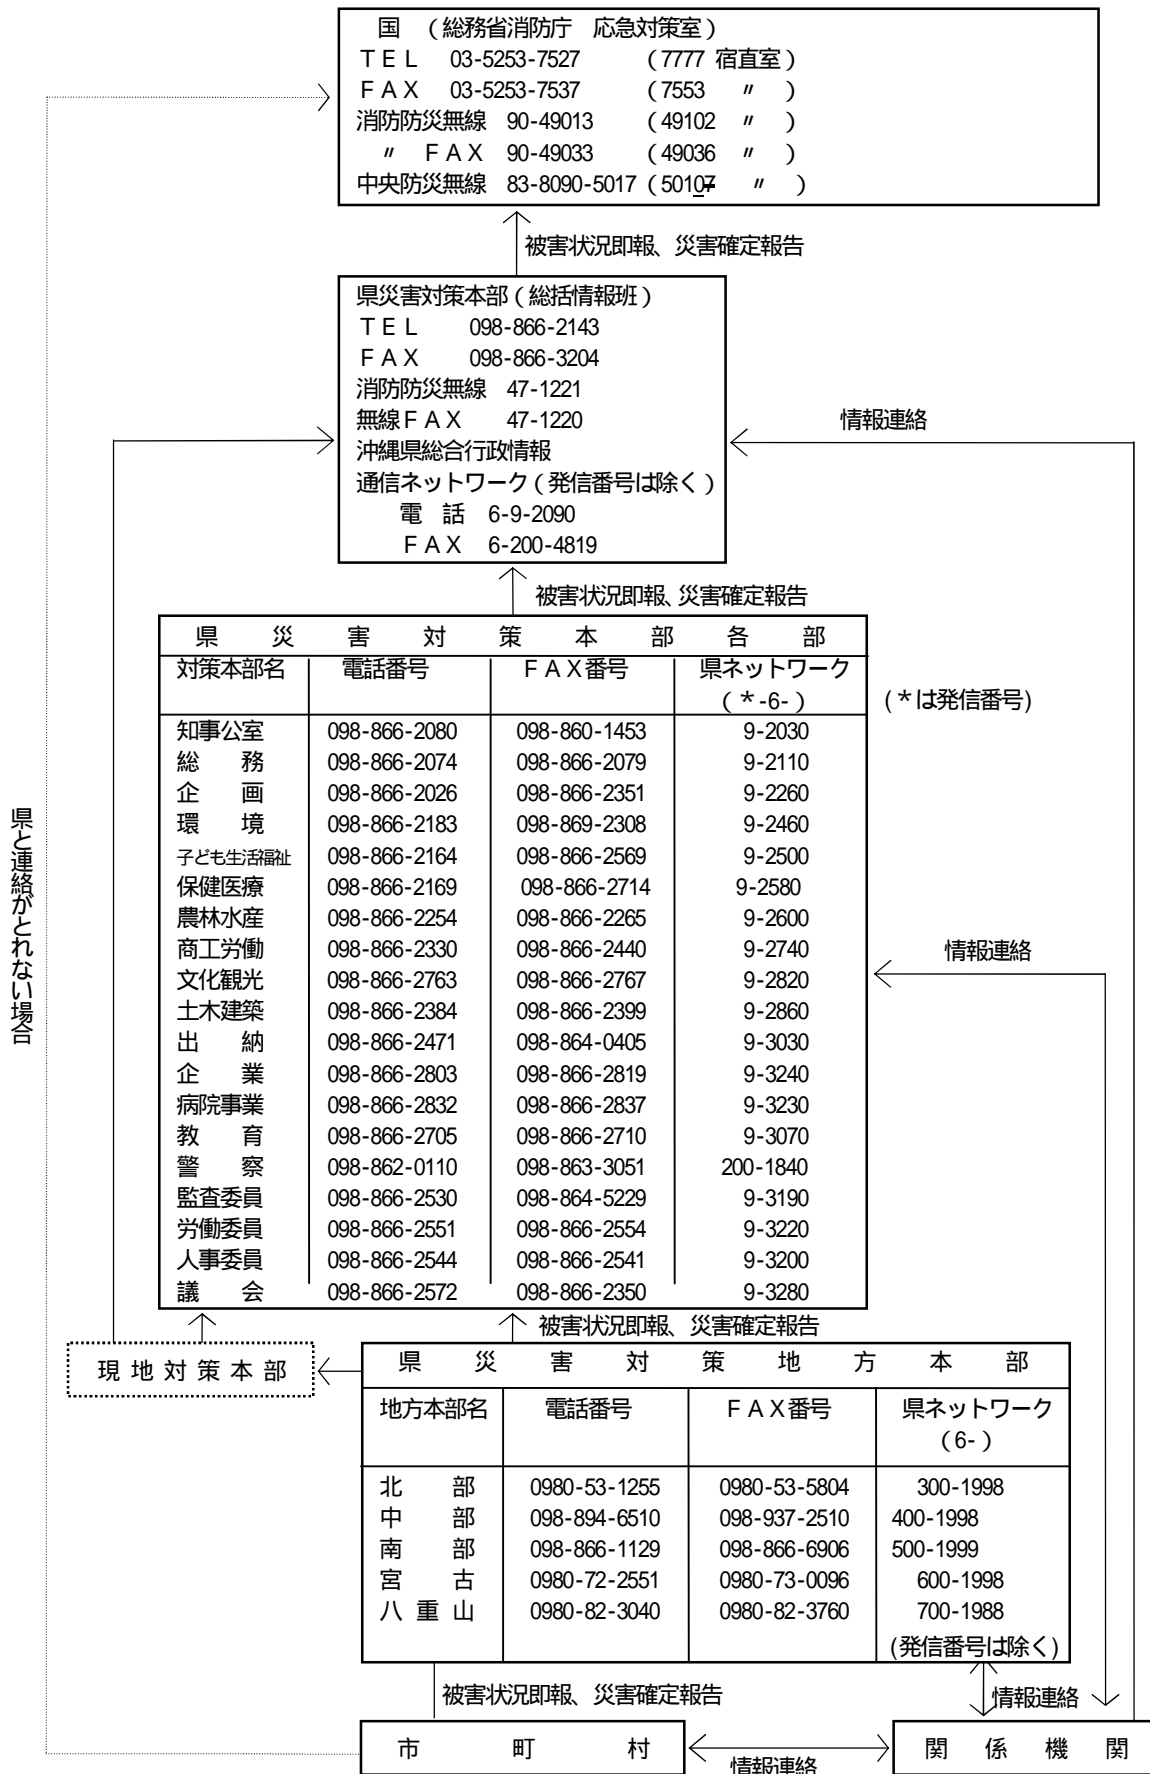 国 （総務省消防庁 応急対策室）
ＴＥＬ 03-5253-7527 （7777 宿直室）
ＦＡＸ 03-5253-7537 （7553 〃 ）
消防防災無線 90-49013 （49102 〃 ）
〃 ＦＡＸ 90-49033 （49036 〃 ）
中央防災無線 83-8090-5017（50107 〃 ）
被害状況即報、災害確定報告
県災害対策本部（総括情報班）
ＴＥＬ 098-866-2143
ＦＡＸ 098-866-3204
消防防災無線 47-1221
無線ＦＡＸ 47-1220
沖縄県総合行政情報
通信ネットワーク（発信番号は除く）
電 話 6-9-2090
ＦＡＸ 6-200-4819
情報連絡
被害状況即報、災害確定報告
県 災 害 対 策 本 部 各 部
対策本部名 電話番号 ＦＡＸ番号 県ネットワーク
（＊-6-）
(＊は発信番号)
知事公室 098-866-2080 098-860-1453 9-2030
総 務 098-866-2074 098-866-2079 9-2110
企 画 098-866-2026 098-866-2351 9-2260
環 境 098-866-2183 098-869-2308 9-2460
子ども生活福祉 098-866-2164 098-866-2569 9-2500
保健医療 098-866-2169 098-866-2714 9-2580
農林水産 098-866-2254 098-866-2265 9-2600
商工労働 098-866-2330 098-866-2440 9-2740
文化観光 098-866-2763 098-866-2767 9-2820
土木建築 098-866-2384 098-866-2399 9-2860
出 納 098-866-2471 098-864-0405 9-3030
企 業 098-866-2803 098-866-2819 9-3240
病院事業 098-866-2832 098-866-2837 9-3230
教 育 098-866-2705 098-866-2710 9-3070
警 察 098-862-0110 098-863-3051 200-1840
監査委員 098-866-2530 098-864-5229 9-3190
労働委員 098-866-2551 098-866-2554 9-3220
人事委員 098-866-2544 098-866-2541 9-3200
議 会 098-866-2572 098-866-2350 9-3280
情報連絡
県と連絡がとれない場合
被害状況即報、災害確定報告
現 地 対 策 本 部
県 災 害 対 策 地 方 本 部
地方本部名 電話番号 ＦＡＸ番号 県ネットワーク
（6-）
北 部 0980-53-1255 0980-53-5804 300-1998
中 部 098-894-6510 098-937-2510 400-1998
南 部 098-866-1129 098-866-6906 500-1999
宮 古 0980-72-2551 0980-73-0096 600-1998
八 重 山 0980-82-3040 0980-82-3760 700-1988
(発信番号は除く)
被害状況即報、災害確定報告
情報連絡
市 町 村
情報連絡
関 係 機 関